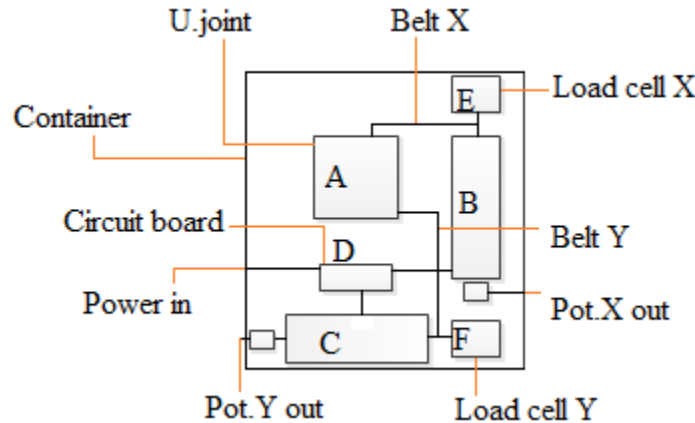 U.joint
Belt X
E
Load cell X
Container
A
B
Circuit board
D
Belt Y
Power in
Pot.X out
C
F
Pot.Y out
Load cell Y